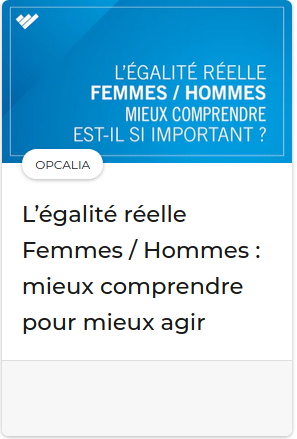 L'ÉGALITÉ RÉELLE
FEMMES / HOMMES
MIEUX COMPRENDRE
EST-IL SI IMPORTANT ?
OPCALIA
L’égalité réelle
Femmes / Hommes :
mieux comprendre
pour mieux agir